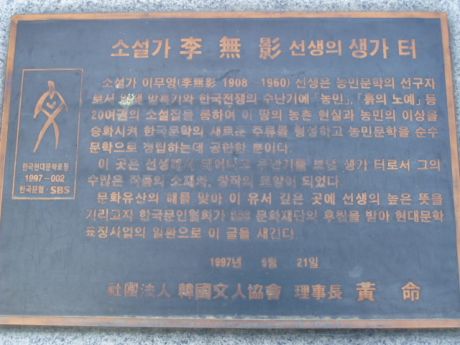 소설가 李無影 선생의 생가 터
소설가 이무영(李無影 1908 - 1960) 선생은 농민문학의 선구자
로서 한국전쟁의 수난기에 「농민」, 「흙의 노예」 등
20여권의 소설집을 통하여 이 땅의 농촌 현실과 농민의 이상을
승화시켜 한국문학의 새로운 주류를 형성하고 농민문학을 순수
문학으로 정립하는데 공헌한 분이다.
이 곳은 선생께서 태어나고 보낸 생가 터로서 그의
수많은 작품의 소재와, 창작의 토양이 되었다.
문화유산의 해를 맞아 이 유서 깊은 곳에 선생의 높은 뜻을
기리고자 한국문인협회가 SBS 문화재단의 후원을 받아 현대문학
표징사업의 일환으로 이 글을 새긴다.
1997년 5월 21일
社團法人 韓國文人協會 理事長 黃命
한국현대문학표징
1997-002
한국문협 · SBS